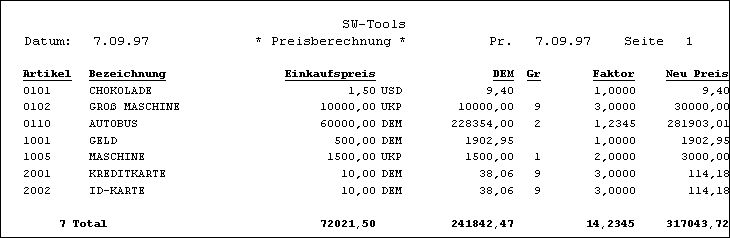 SW-Tools
Datum: 7.09.97 * Preisberechnung * Pr. 7.09.97 Seite 1
Artikel Bezeichnung Einkaufspreis DEM Gr Faktor Neu Preis
0101 CHOKOLADE 1,50 USD 9,40 1,0000 9,40
0102 GROß MASCHINE 10000,00 UKP 10000,00 9 3,0000 30000,00
0110 AUTOBUS 60000,00 DEM 228354,00 2 1,2345 281903,01
1001 GELD 500,00 DEM 1902,95 1,0000 1902,95
1005 MASCHINE 1500,00 UKP 1500,00 1 2,0000 3000,00
2001 KREDITKARTE 10,00 DEM 38,06 9 3,0000 114,18
2002 ID-KARTE 10,00 DEM 38,06 9 3,0000 114,18
7 Total 72021,50 241842,47 14,2345 317043,72